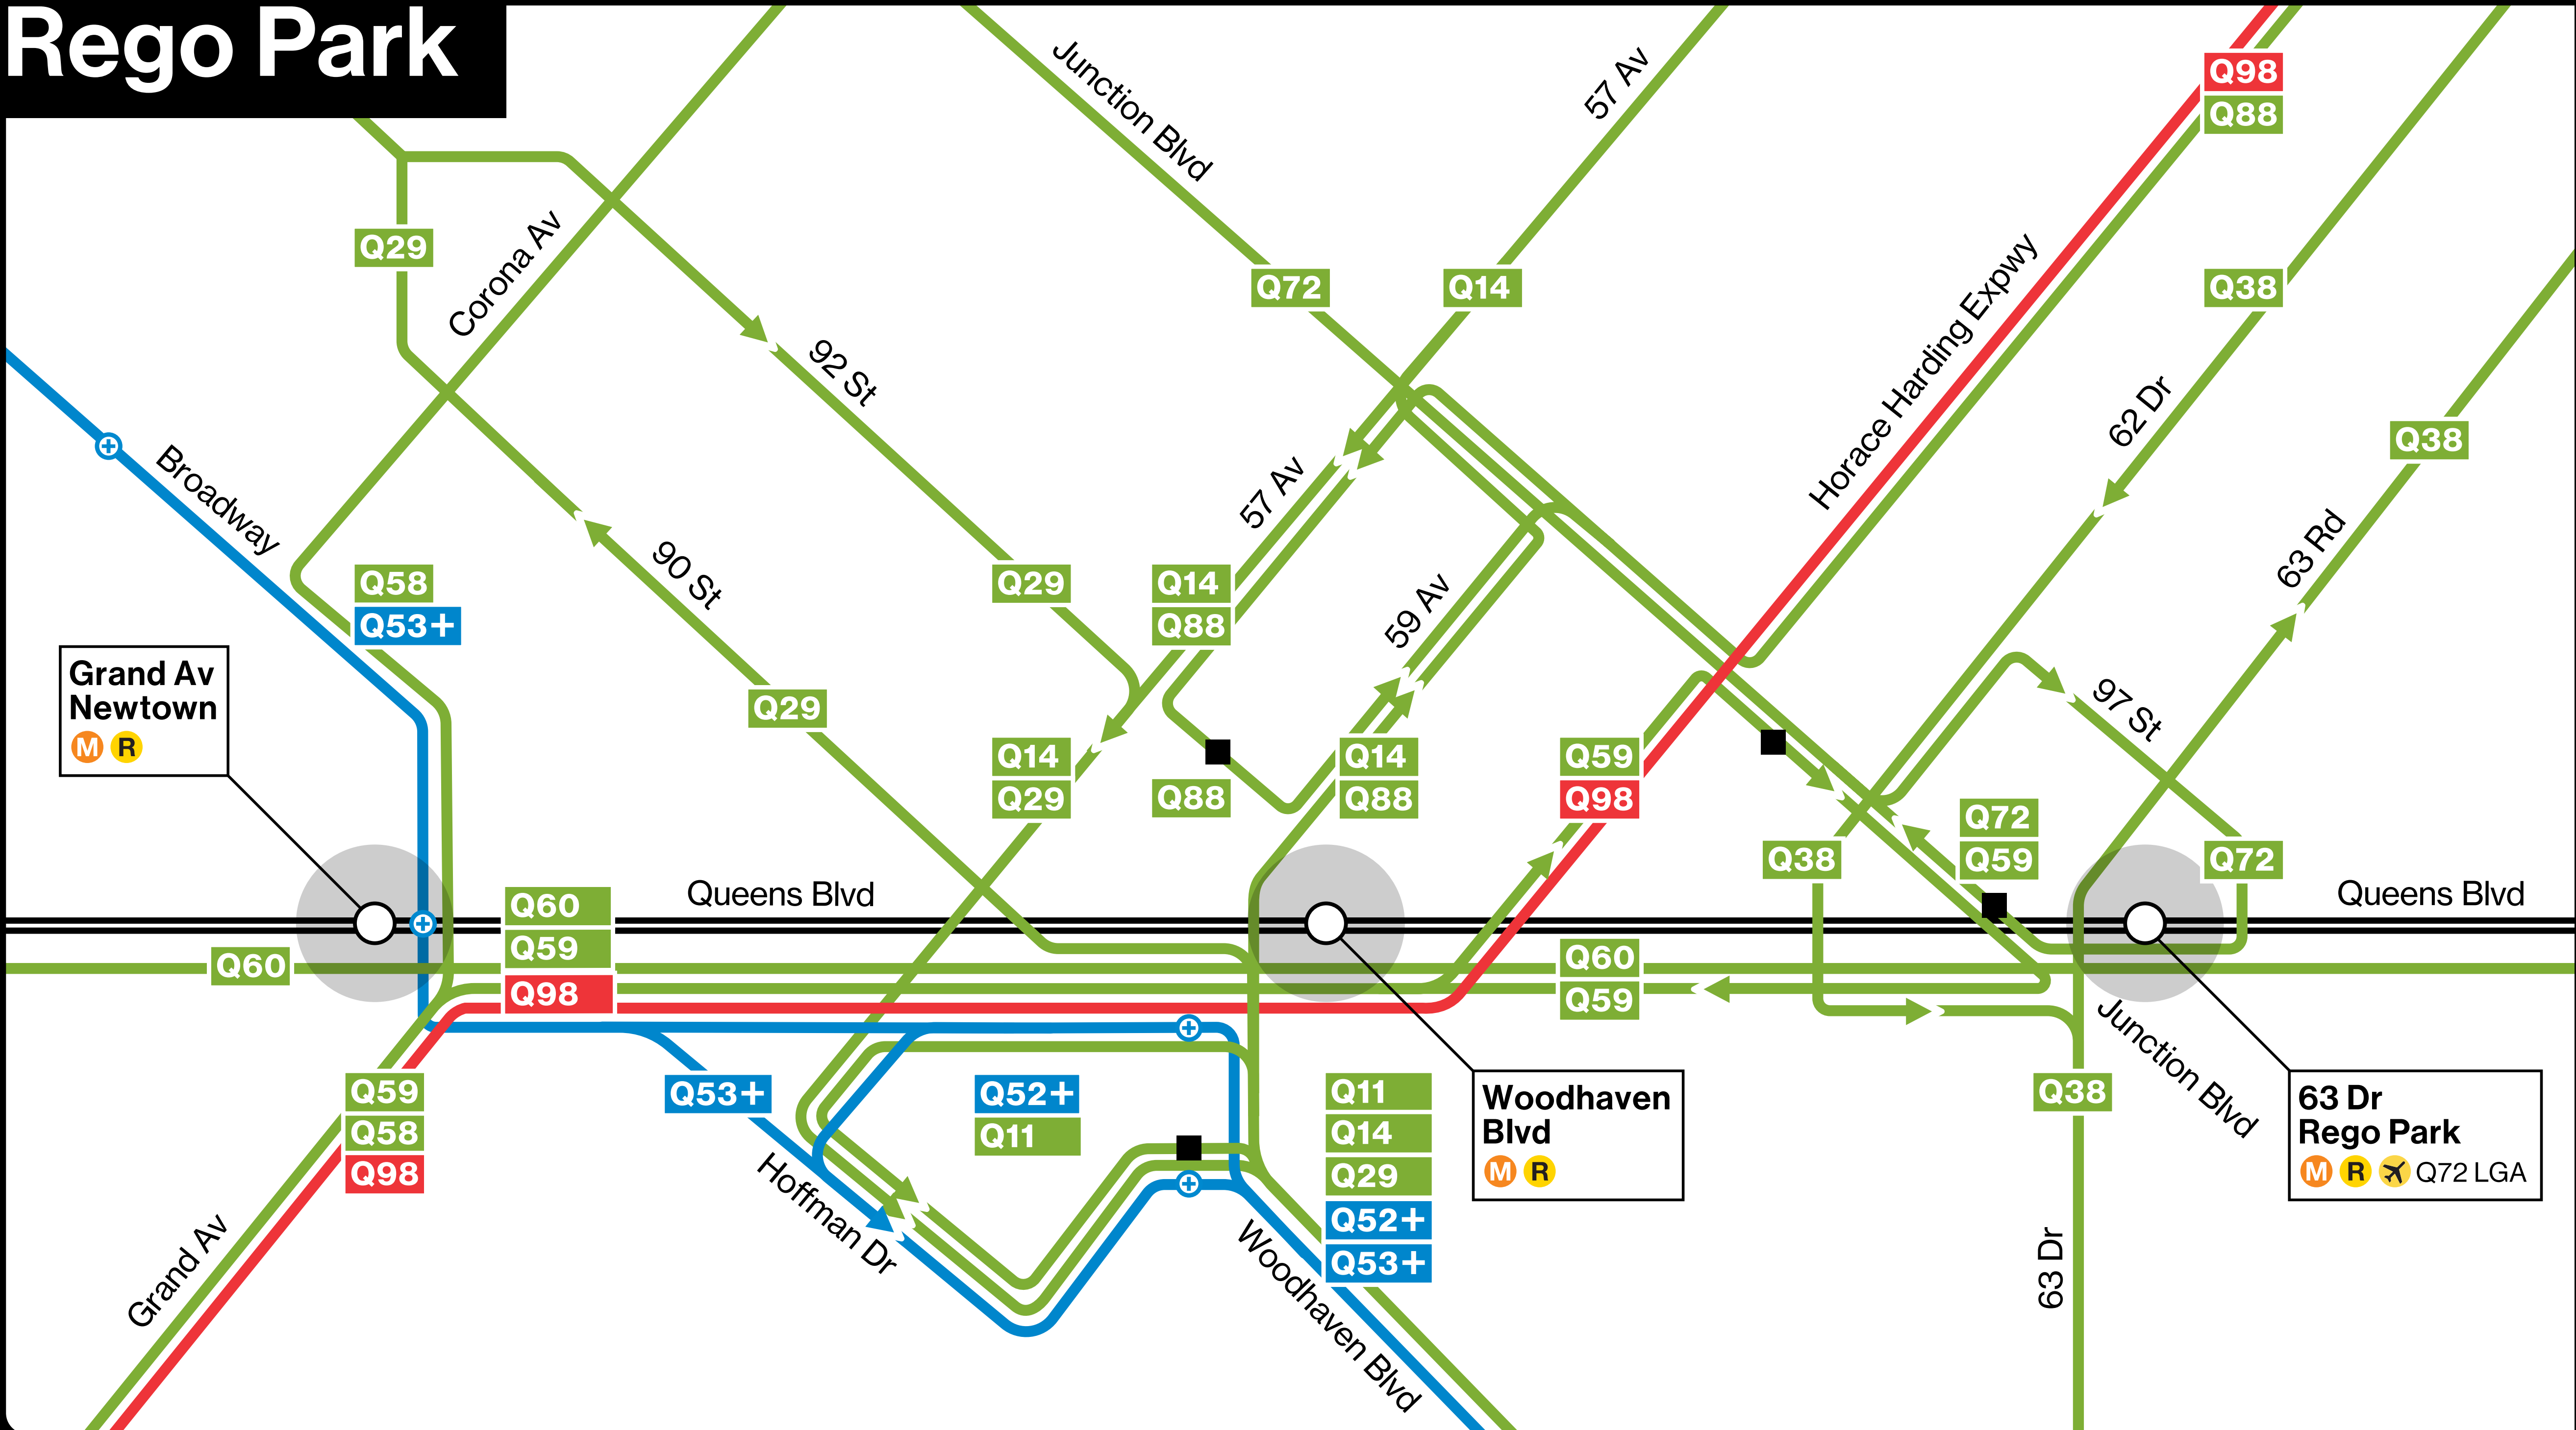 Rego Park
Junction Blvd
57 Av
Q98
Q88
Q29
Corona Av
Q72
Q14
Horace Harding Expwy
Q38
92 St
62 Dr
Q38
Broadway
57 Av
63 Rd
90 St
Q58
Q53+
Q29
Q14
Q88
59 Av
Grand Av
Newtown
M R
Q29
97 St
Q14
Q29
Q88
Q14
Q88
Q59
Q98
Q72
Q59
Q38
Q72
Queens Blvd
Queens Blvd
Q60
Q59
Q98
Q60
Q60
Q59
Junction Blvd
Q59
Q58
Q98
Q53+
Q52+
Q11
Q11
Q14
Q29
Q52+
Q53+
Woodhaven
Blvd
M R
Q38
63 Dr
Rego Park
M R Q72 LGA
Hoffman Dr
Grand Av
Woodhaven Blvd
63 Dr